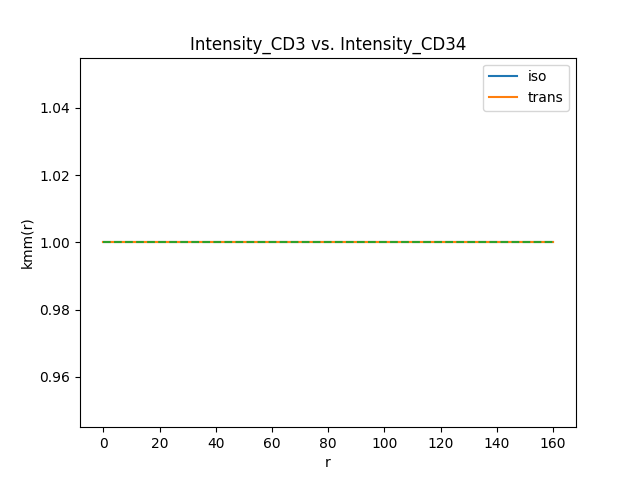 Intensity_CD3 vs. Intensity_CD34
iso
trans
1.04
1.02
1.00
0.98
0.96
kmm(r)
0 20 40 60 80 100 120 140 160
r